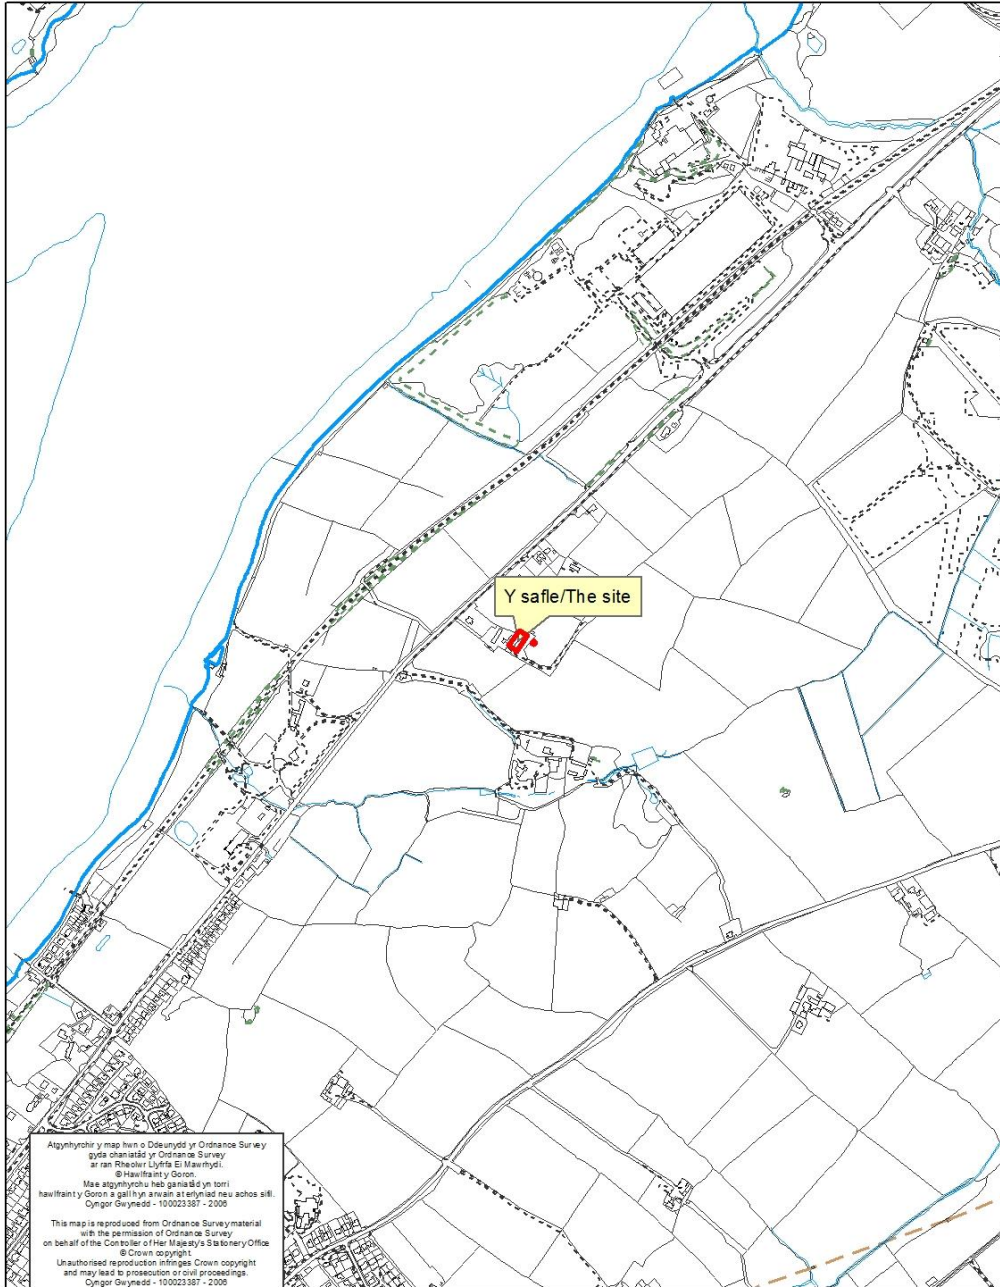 Y safle/The site
Atgynhyrchir y map hwn o Ddeunydd yr Ordnance Survey
gyda chaniatâd yr Ordnance Survey
ar ran Rheolwr Llyfrfa Ei Mawrhydi.
© Hawlfraint y Goron.
Mae atgynhyrchu heb ganiatâd yn torri
hawlfraint y Goron a gall hyn arwain at erlyniad neu achos sifil.
Cyngor Gwynedd - 100023387 - 2006
This map is reproduced from Ordnance Survey material
with the permission of Ordnance Survey
on behalf of the Controller of Her Majesty's Stationery Office
© Crown copyright.
Unauthorised reproduction infringes Crown copyright
and may lead to prosecution or civil proceedings.
Cyngor Gwynedd - 100023387 - 2006